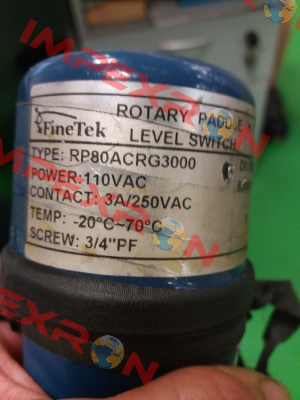 FineTek
ROTARY PADDLE
LEVEL SWITCH
TYPE: RP80ACRG3000
POWER: 110VAC
CONTACT: 3A/250VAC
TEMP: -20°C~70°C
SCREW: 3/4"PF
IMPEXRON